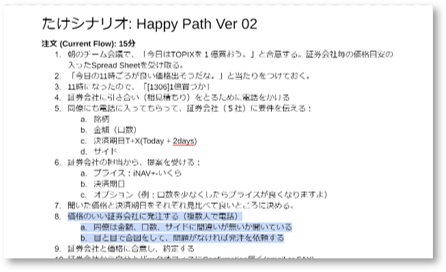 たけシナリオ: Happy Path Ver 02
注文 (Current Flow): 15分
1. 朝のチーム会議で、「今日はTOPIXを１億買おう。」と合意する。証券会社毎の価格目安の
入ったSpread Sheetを受け取る。
2. 「今日の11時ごろが良い価格出そうだな。」と当たりをつけておく。
3. 11時になったので、「[1306]1億買うか！
4. 証券会社に引き合い（相見積もり）をとるために電話をかける
5. 同僚にも電話に入ってもらって、証券会社（５社）に要件を伝える：
a. 銘柄
b. 金額（口数）
c. 決済期日T+X(Today + 2days)
d. サイド
6. 証券会社の担当から、提案を受ける：
a. プライス：iNAV+-いくら
b. 決済期日
c. オプション（例：口数を少なくしたらプライスが良くなりますよ）
7. 聞いた価格と決済期日をそれぞれ見比べて良いところに決める。
8. 価格のいい証券会社に発注する（複数人で電話）
a. 同僚は金額、口数、サイドに間違いが無いか聞いている
b. 目と目で合図をして、問題がなければ発注を依頼する
9. 証券会社と価格に合意し、約定する